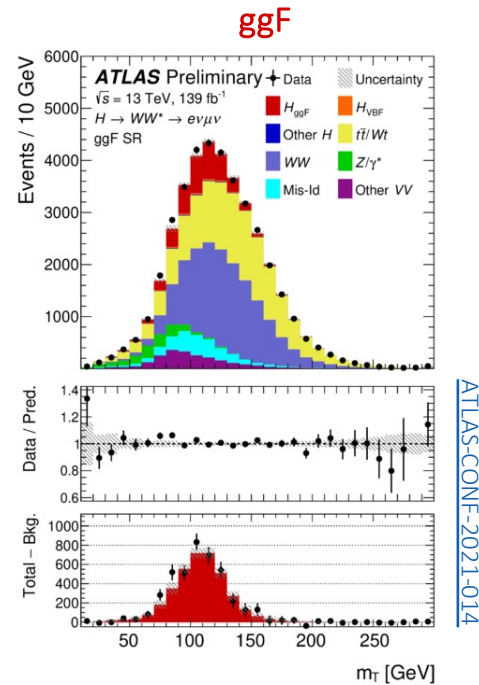 ggF
ATLAS Preliminary
√s = 13 TeV, 139 fb⁻¹
H → WW* → eνμν
ggF SR
Data
Uncertainty
H_ggF
H_VBF
Other H
tt̄/Wt
WW
Z/γ*
Mis-Id
Other VV
Events / 10 GeV
6000
5000
4000
3000
2000
1000
Data / Pred.
1.4
1.2
1
0.8
0.6
Total − Bkg.
1000
800
600
400
200
0
50 100 150 200 250
m_T [GeV]
ATLAS-CONF-2021-014